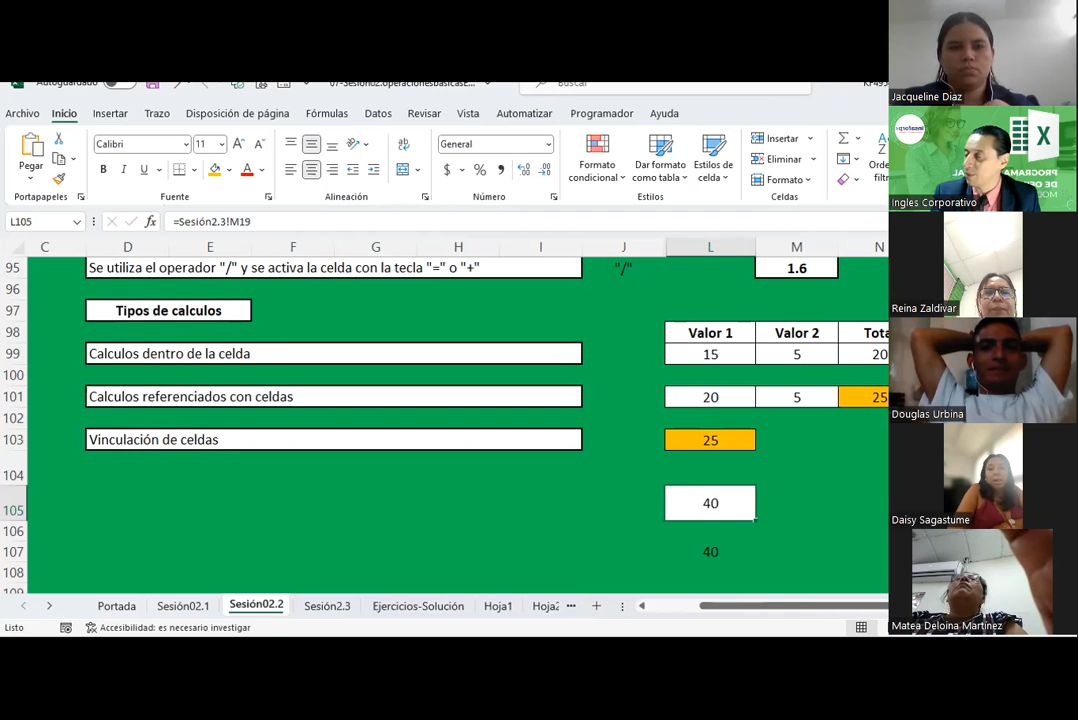 Autoguardado
07-Sesión02.operacionesbasicasE...
Buscar
Archivo Inicio Insertar Trazo Disposición de página Fórmulas Datos Revisar Vista Automatizar Programador Ayuda
Pegar
Calibri 11
General
Formato condicional
Dar formato como tabla
Estilos de celda
Insertar
Eliminar
Formato
Portapapeles Fuente Alineación Número Estilos Celdas
L105 fx =Sesión2.3!M19
C D E F G H I J L M N
95 Se utiliza el operador "/" y se activa la celda con la tecla "=" o "+" "/" 1.6
96
97 Tipos de calculos
98 Valor 1 Valor 2
99 Calculos dentro de la celda 15 5 20
100
101 Calculos referenciados con celdas 20 5 25
102
103 Vinculación de celdas 25
104
105 40
106
107 40
108
Portada Sesión02.1 Sesión02.2 Sesión2.3 Ejercicios-Solución Hoja1
Listo Accesibilidad: es necesario investigar
Jacqueline Diaz
Ingles Corporativo
Reina Zaldivar
Douglas Urbina
Daisy Sagastume
Matea Deloina Martinez